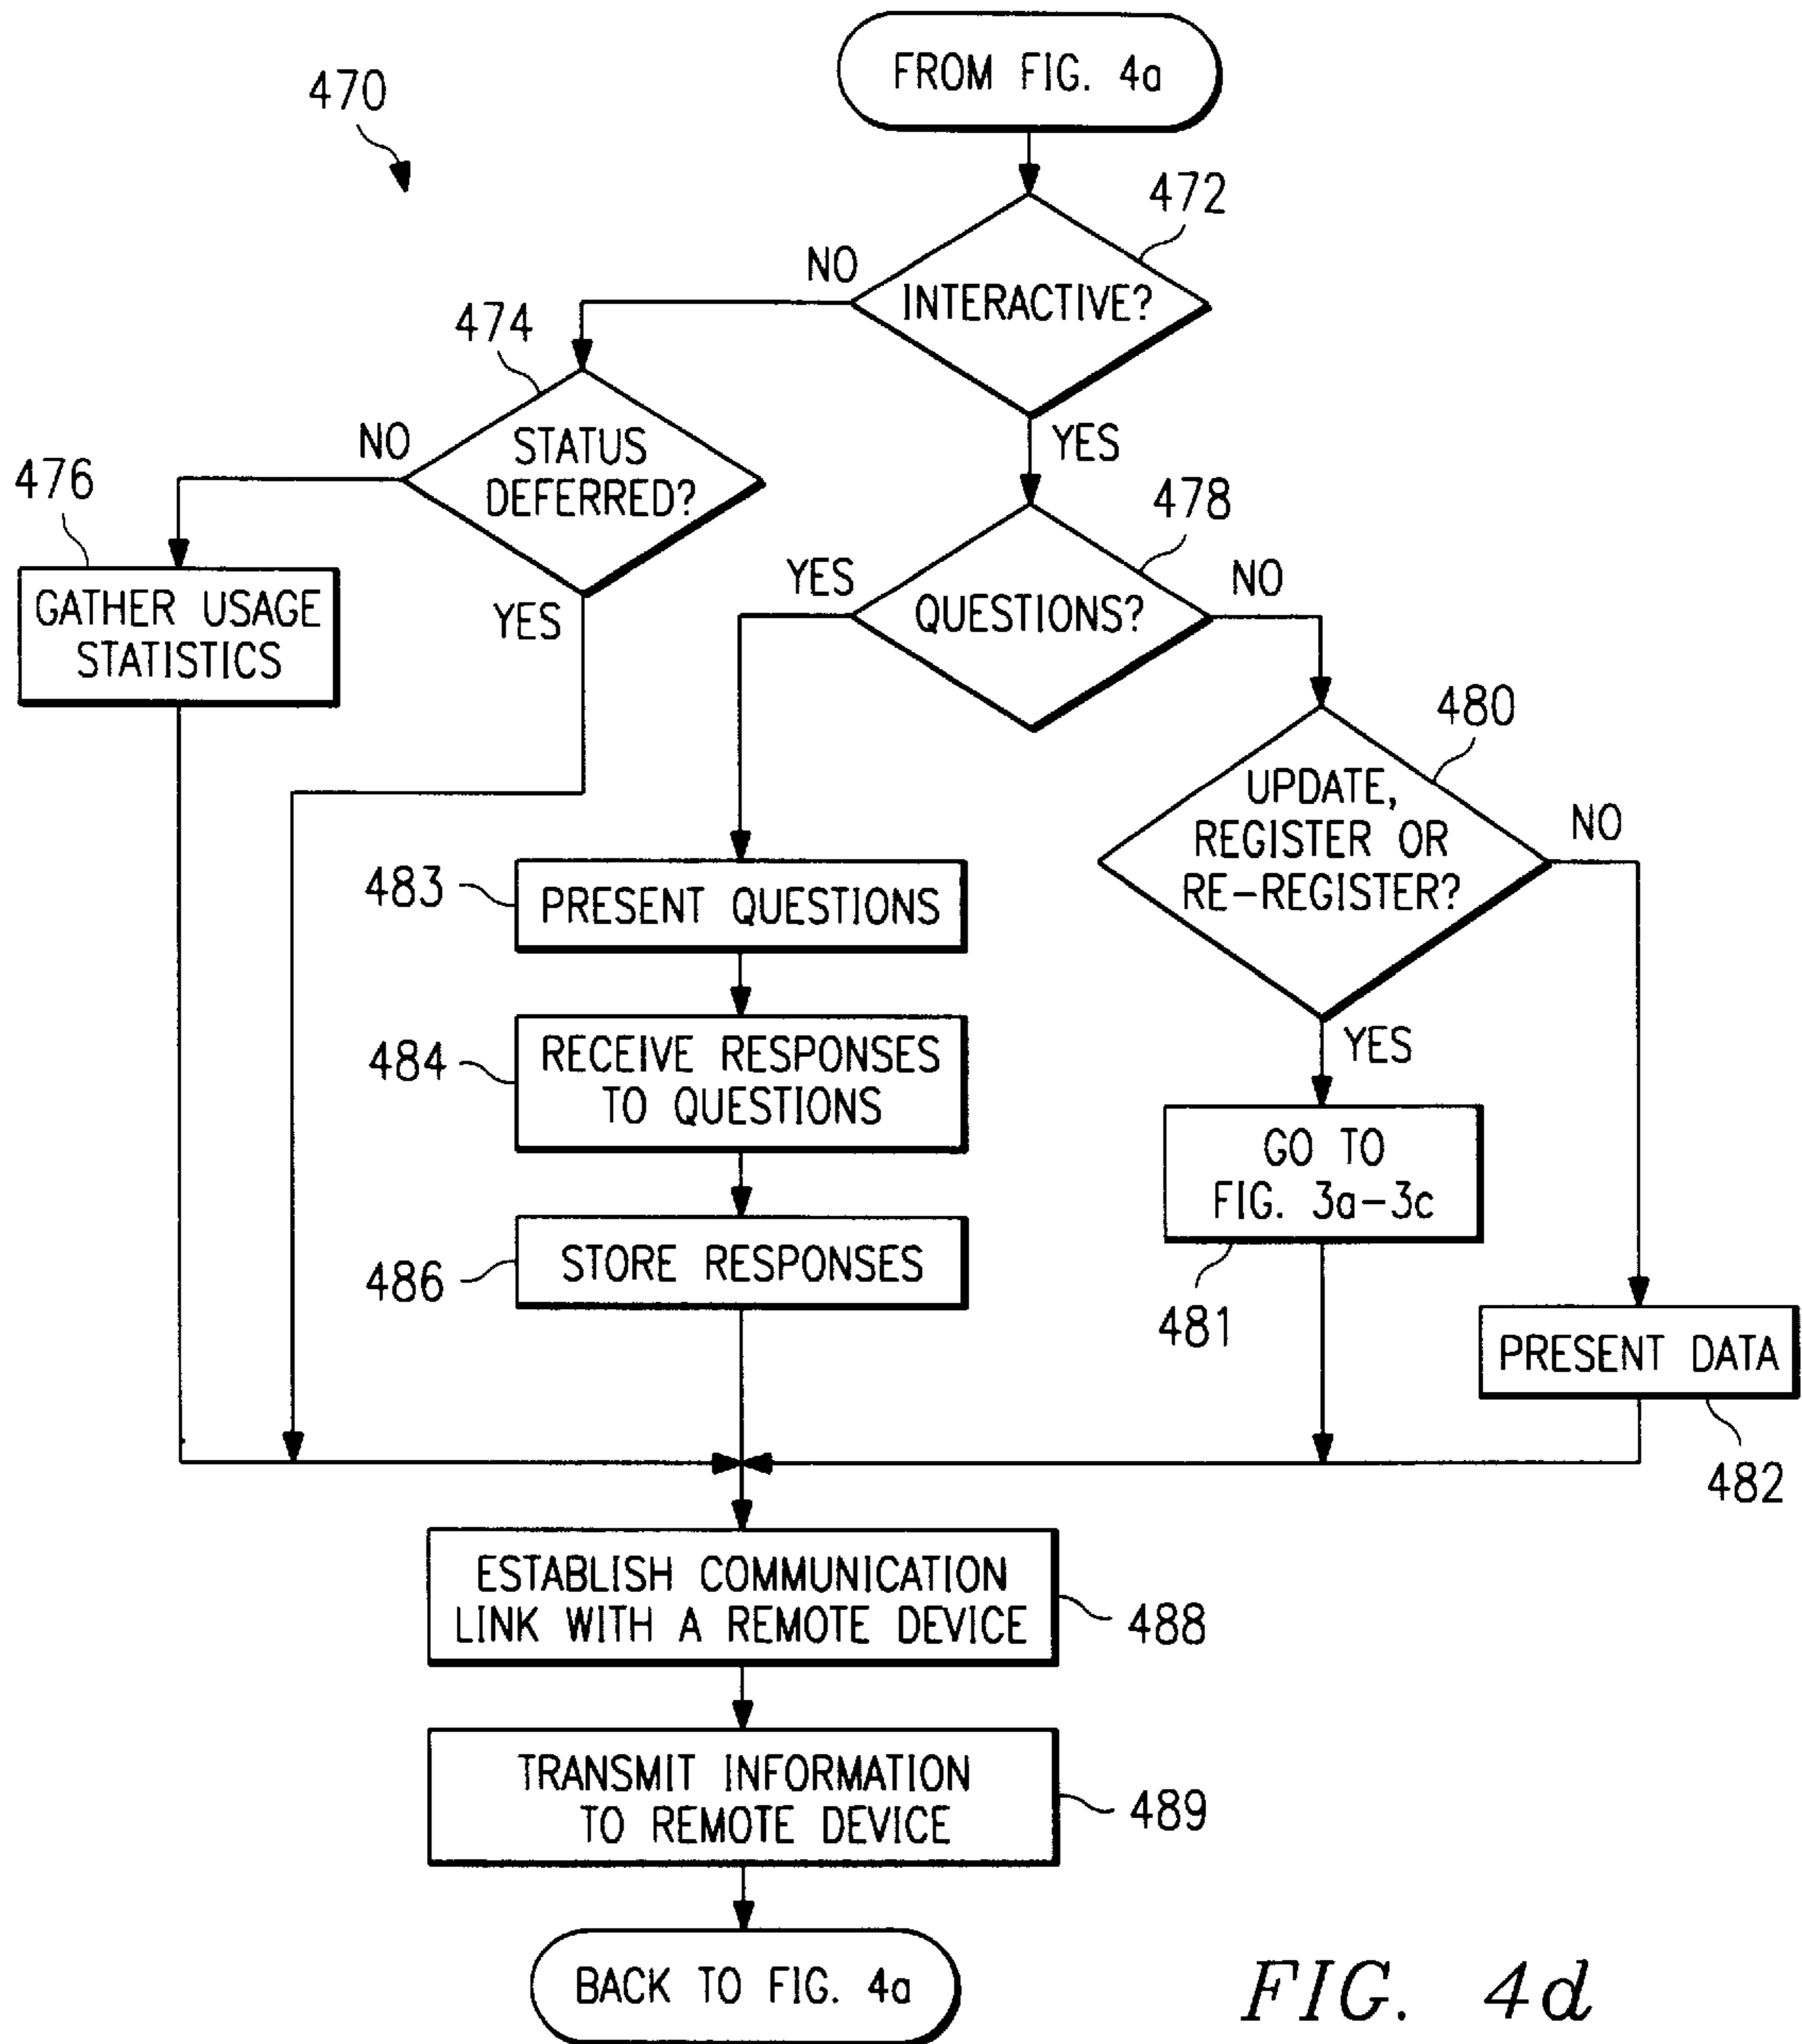 FROM FIG. 4a
470
472
NO
INTERACTIVE?
474
YES
NO
STATUS
DEFERRED?
476
478
YES
NO
GATHER USAGE
STATISTICS
YES
QUESTIONS?
480
UPDATE,
REGISTER OR
RE-REGISTER?
NO
483
PRESENT QUESTIONS
YES
484
RECEIVE RESPONSES
TO QUESTIONS
GO TO
FIG. 3a-3c
486
STORE RESPONSES
481
PRESENT DATA
482
ESTABLISH COMMUNICATION
LINK WITH A REMOTE DEVICE
488
TRANSMIT INFORMATION
TO REMOTE DEVICE
489
BACK TO FIG. 4a
FIG. 4d